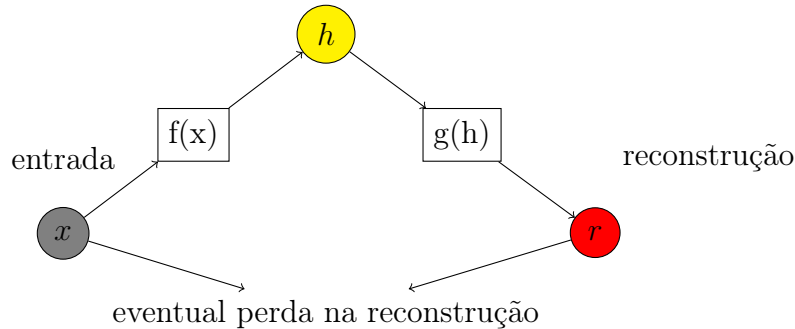 h
f(x)
g(h)
entrada
reconstrução
x
r
eventual perda na reconstrução